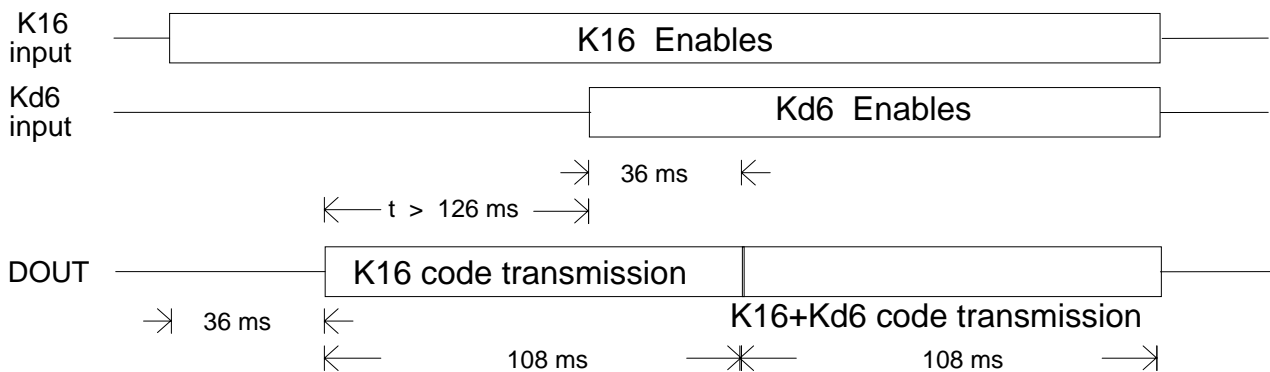 K16
input
K16 Enables
Kd6
input
Kd6 Enables
36 ms
t > 126 ms
DOUT
K16 code transmission
36 ms
K16+Kd6 code transmission
108 ms
108 ms